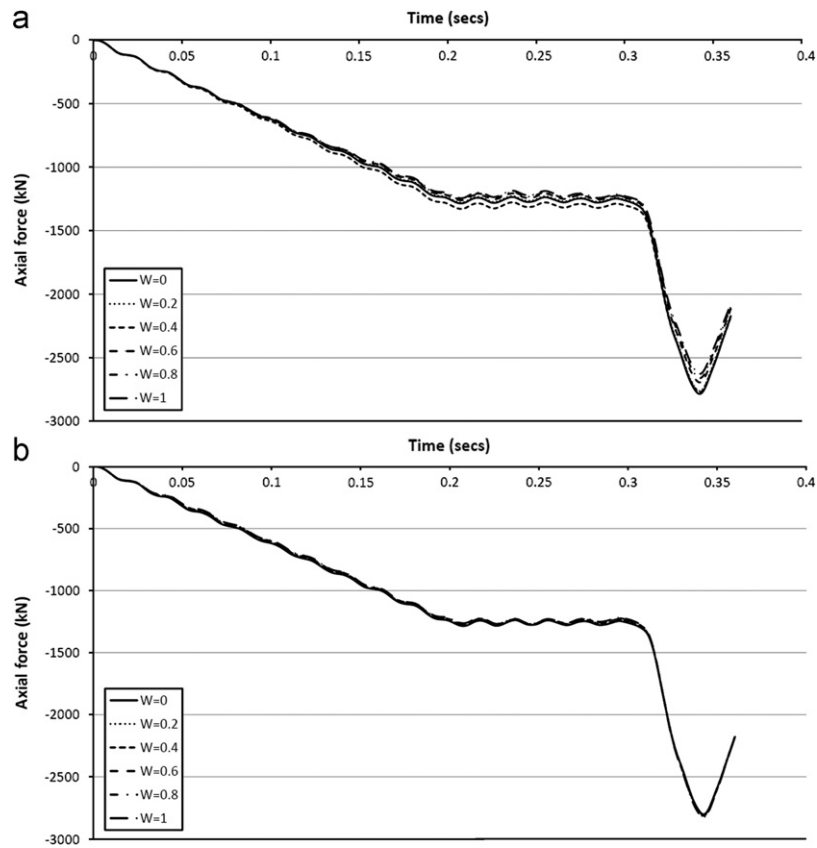 a
Time (secs)
0
0 0.05 0.1 0.15 0.2 0.25 0.3 0.35 0.4
-500
-1000
-1500
-2000
-2500
-3000
Axial force (kN)
W=0
W=0.2
W=0.4
W=0.6
W=0.8
W=1
b
Time (secs)
0
0 0.05 0.1 0.15 0.2 0.25 0.3 0.35 0.4
-500
-1000
-1500
-2000
-2500
-3000
Axial force (kN)
W=0
W=0.2
W=0.4
W=0.6
W=0.8
W=1